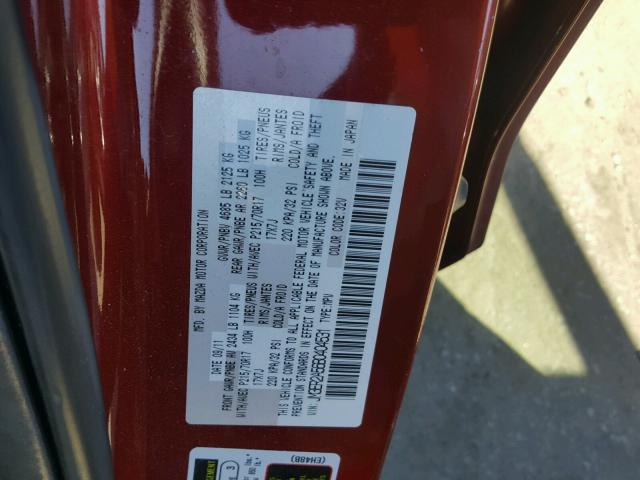 MFD. BY MAZDA MOTOR CORPORATION
DATE 09/11 GVWR/PNBV 4685 LB 2125 KG
FRONT GAWR/PNBE AV 2434 LB 1104 KG REAR GAWR/PNBE AR 2260 LB 1025 KG
WITH/AVEC P215/70R17 100H TIRES/PNEUS WITH/AVEC P215/70R17 100H TIRES/PNEUS
17X7J RIMS/JANTES 17X7J RIMS/JANTES
220 KPA/32 PSI COLD/A FROID 220 KPA/32 PSI COLD/A FROID
THIS VEHICLE CONFORMS TO ALL APPLICABLE FEDERAL MOTOR VEHICLE SAFETY AND THEFT
PREVENTION STANDARDS IN EFFECT ON THE DATE OF MANUFACTURE SHOWN ABOVE.
VIN: TYPE:MPV COLOR CODE:32V MADE IN JAPAN
(EH48B)
3